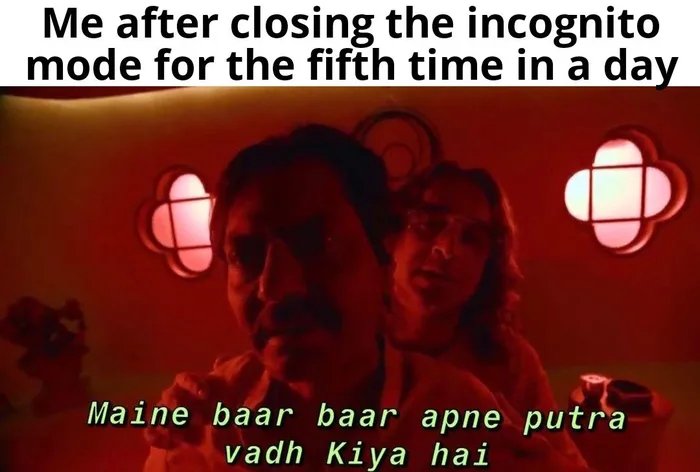 Me after closing the incognito
mode for the fifth time in a day
Maine baar baar apne putra
vadh Kiya hai